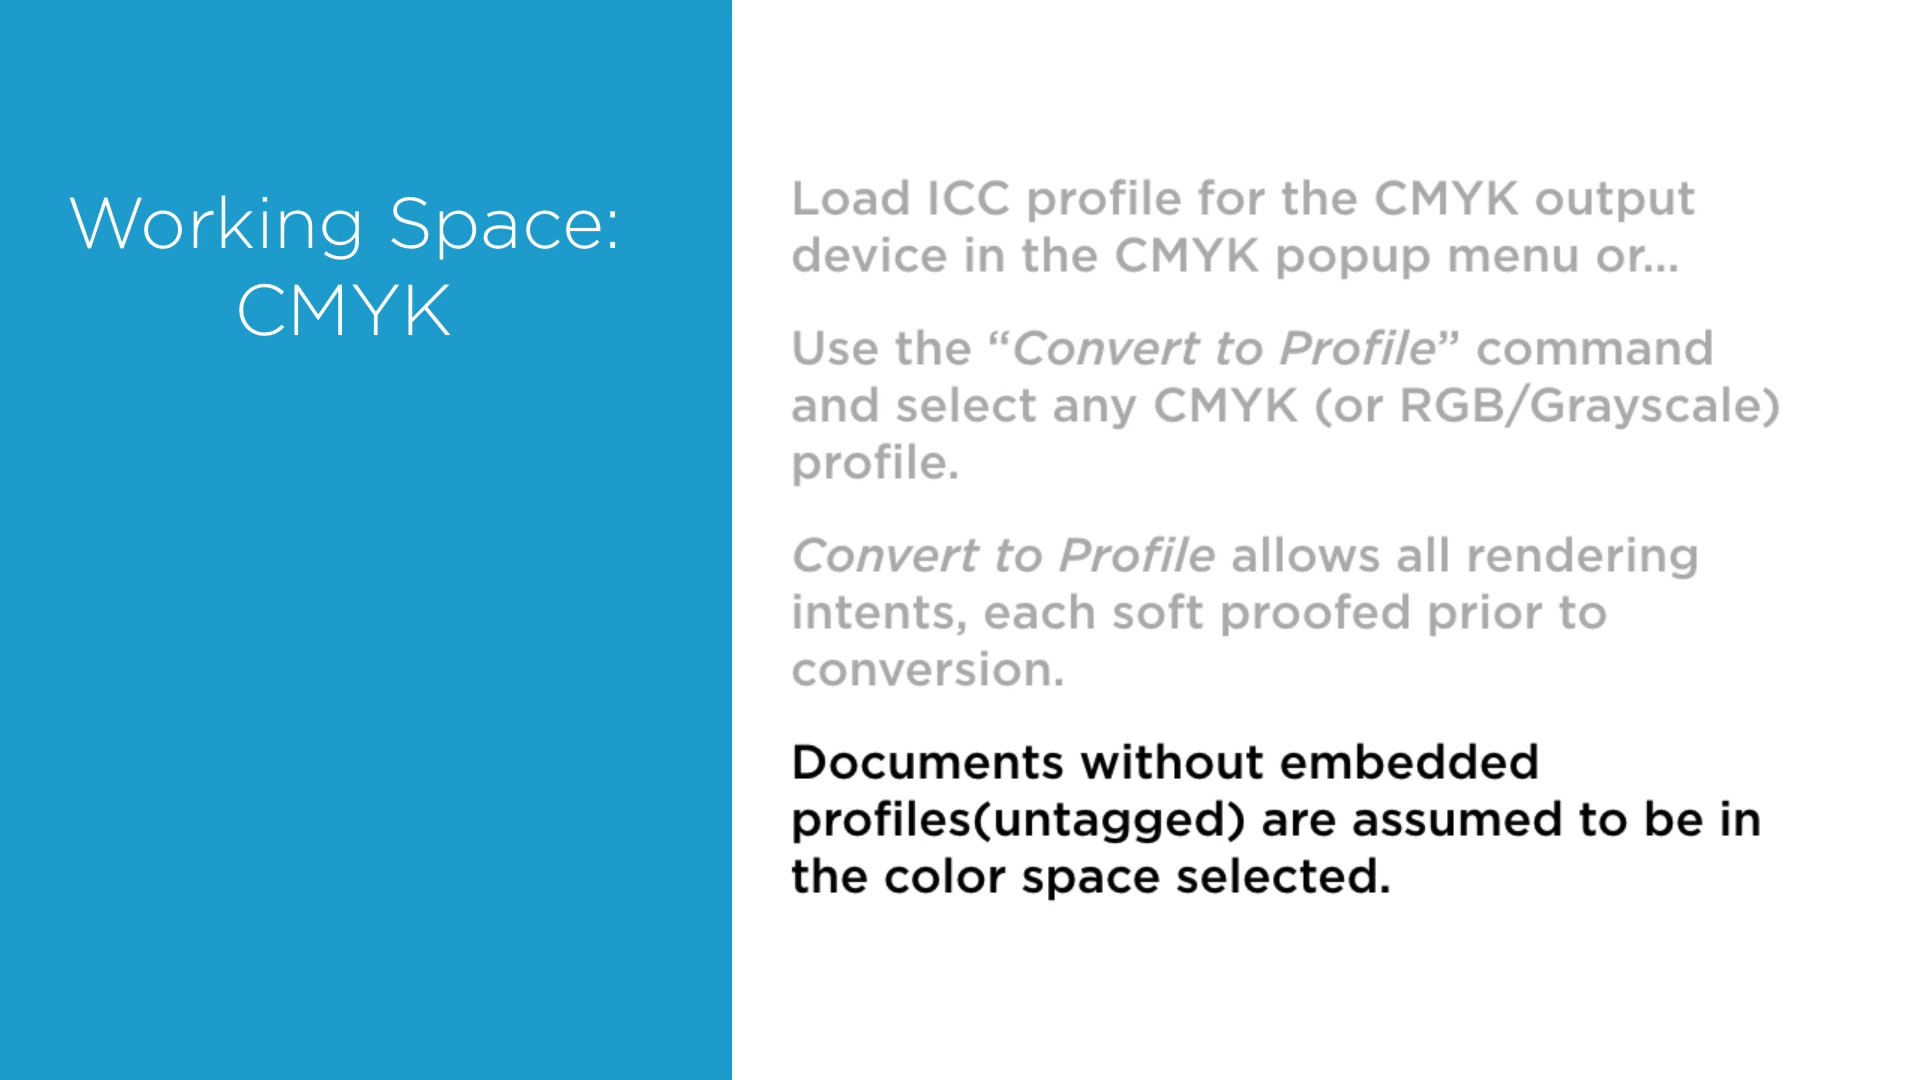 Working Space:
CMYK
Load ICC profile for the CMYK output
device in the CMYK popup menu or...
Use the “Convert to Profile” command
and select any CMYK (or RGB/Grayscale)
profile.
Convert to Profile allows all rendering
intents, each soft proofed prior to
conversion.
Documents without embedded
profiles(untagged) are assumed to be in
the color space selected.